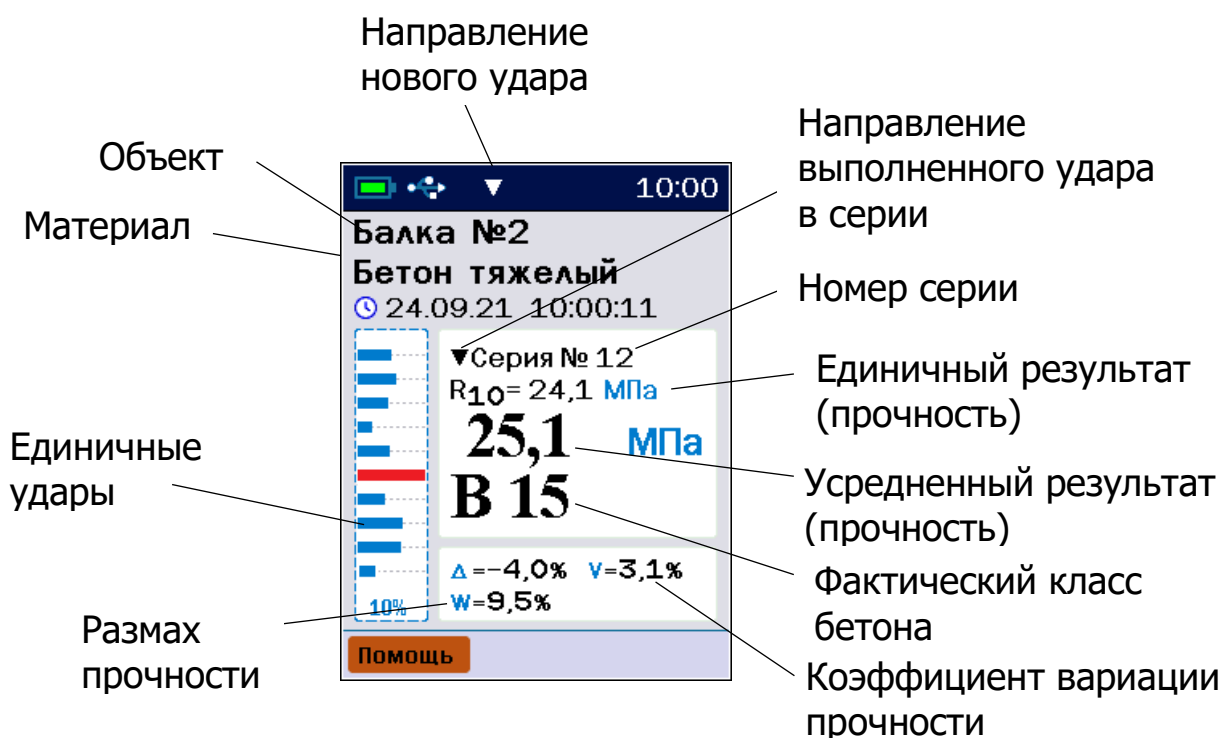 Направление
нового удара
Объект
Материал
Направление
выполненного удара
в серии
Номер серии
Единичный результат
(прочность)
Усредненный результат
(прочность)
Фактический класс
бетона
Коэффициент вариации
прочности
Единичные
удары
Размах
прочности
▼ 10:00
Балка №2
Бетон тяжелый
24.09.21 10:00:11
▼Серия № 12
R10= 24,1 МПа
25,1 МПа
В 15
Δ =−4,0% V=3,1%
W=9,5%
10%
Помощь